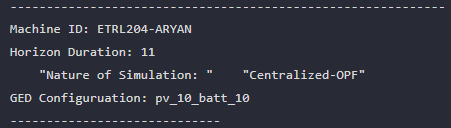 ------------------------------------------------------------
Machine ID: ETRL204-ARYAN
Horizon Duration: 11
    "Nature of Simulation: "    "Centralized-OPF"
GED Configuruation: pv_10_batt_10
-----------------------------